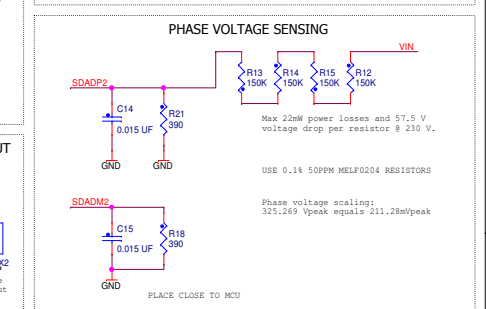 PHASE VOLTAGE SENSING
VIN
R13
150K
R14
150K
R15
150K
R12
150K
SDADP2
C14
0.015 UF
R21
390
GND
GND
Max 22mW power losses and 57.5 V
voltage drop per resistor @ 230 V.
USE 0.1% 50PPM MELF0204 RESISTORS
Phase voltage scaling:
325.269 Vpeak equals 211.28mVpeak
SDADM2
C15
0.015 UF
R18
390
GND
PLACE CLOSE TO MCU
UT
X2
e
ut